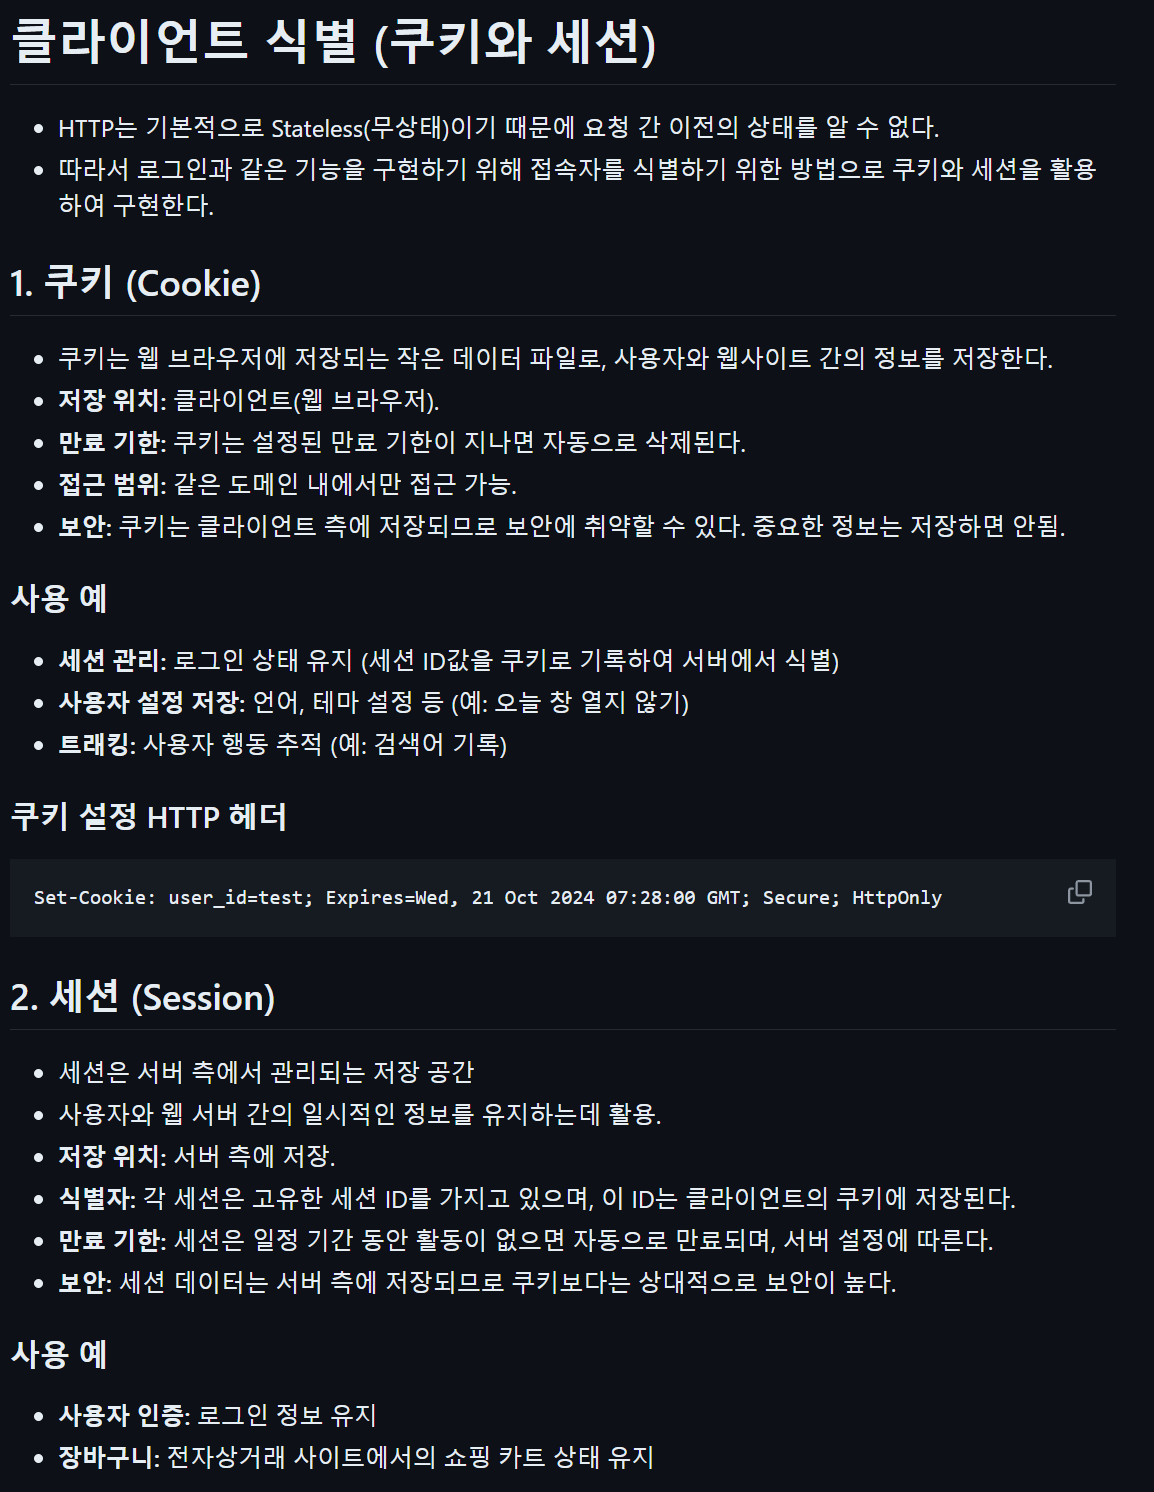 클라이언트 식별 (쿠키와 세션)
HTTP는 기본적으로 Stateless(무상태)이기 때문에 요청 간 이전의 상태를 알 수 없다.
따라서 로그인과 같은 기능을 구현하기 위해 접속자를 식별하기 위한 방법으로 쿠키와 세션을 활용
하여 구현한다.
1. 쿠키 (Cookie)
쿠키는 웹 브라우저에 저장되는 작은 데이터 파일로, 사용자와 웹사이트 간의 정보를 저장한다.
저장 위치: 클라이언트(웹 브라우저).
만료 기한: 쿠키는 설정된 만료 기한이 지나면 자동으로 삭제된다.
접근 범위: 같은 도메인 내에서만 접근 가능.
보안: 쿠키는 클라이언트 측에 저장되므로 보안에 취약할 수 있다. 중요한 정보는 저장하면 안됨.
사용 예
세션 관리: 로그인 상태 유지 (세션 ID값을 쿠키로 기록하여 서버에서 식별)
사용자 설정 저장: 언어, 테마 설정 등 (예: 오늘 창 열지 않기)
트래킹: 사용자 행동 추적 (예: 검색어 기록)
쿠키 설정 HTTP 헤더
Set-Cookie: user_id=test; Expires=Wed, 21 Oct 2024 07:28:00 GMT; Secure; HttpOnly
2. 세션 (Session)
세션은 서버 측에서 관리되는 저장 공간
사용자와 웹 서버 간의 일시적인 정보를 유지하는데 활용.
저장 위치: 서버 측에 저장.
식별자: 각 세션은 고유한 세션 ID를 가지고 있으며, 이 ID는 클라이언트의 쿠키에 저장된다.
만료 기한: 세션은 일정 기간 동안 활동이 없으면 자동으로 만료되며, 서버 설정에 따른다.
보안: 세션 데이터는 서버 측에 저장되므로 쿠키보다는 상대적으로 보안이 높다.
사용 예
사용자 인증: 로그인 정보 유지
장바구니: 전자상거래 사이트에서의 쇼핑 카트 상태 유지